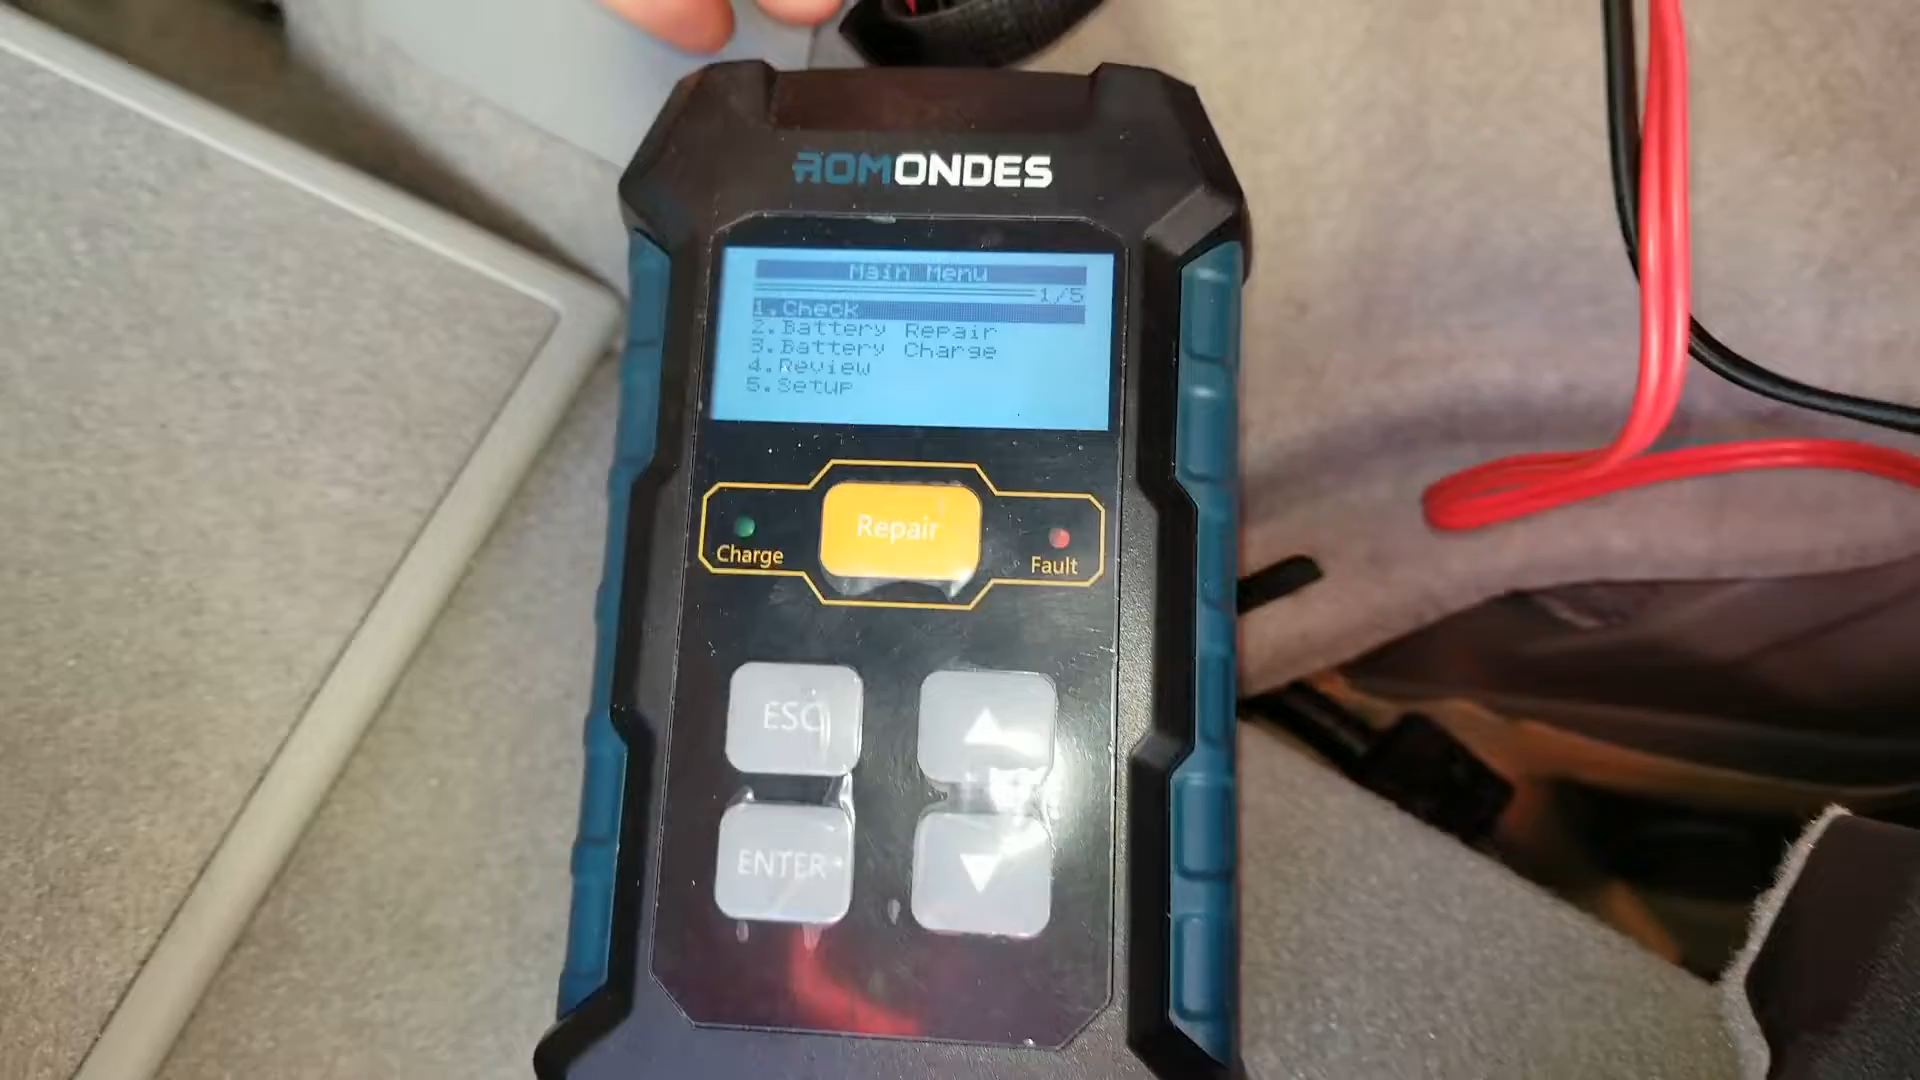 ROMONDES
Main Menu
1/5
1.Check
2.Battery Repair
3.Battery Charge
4.Review
5.Setup
Repair
Charge
Fault
ESC
ENTER